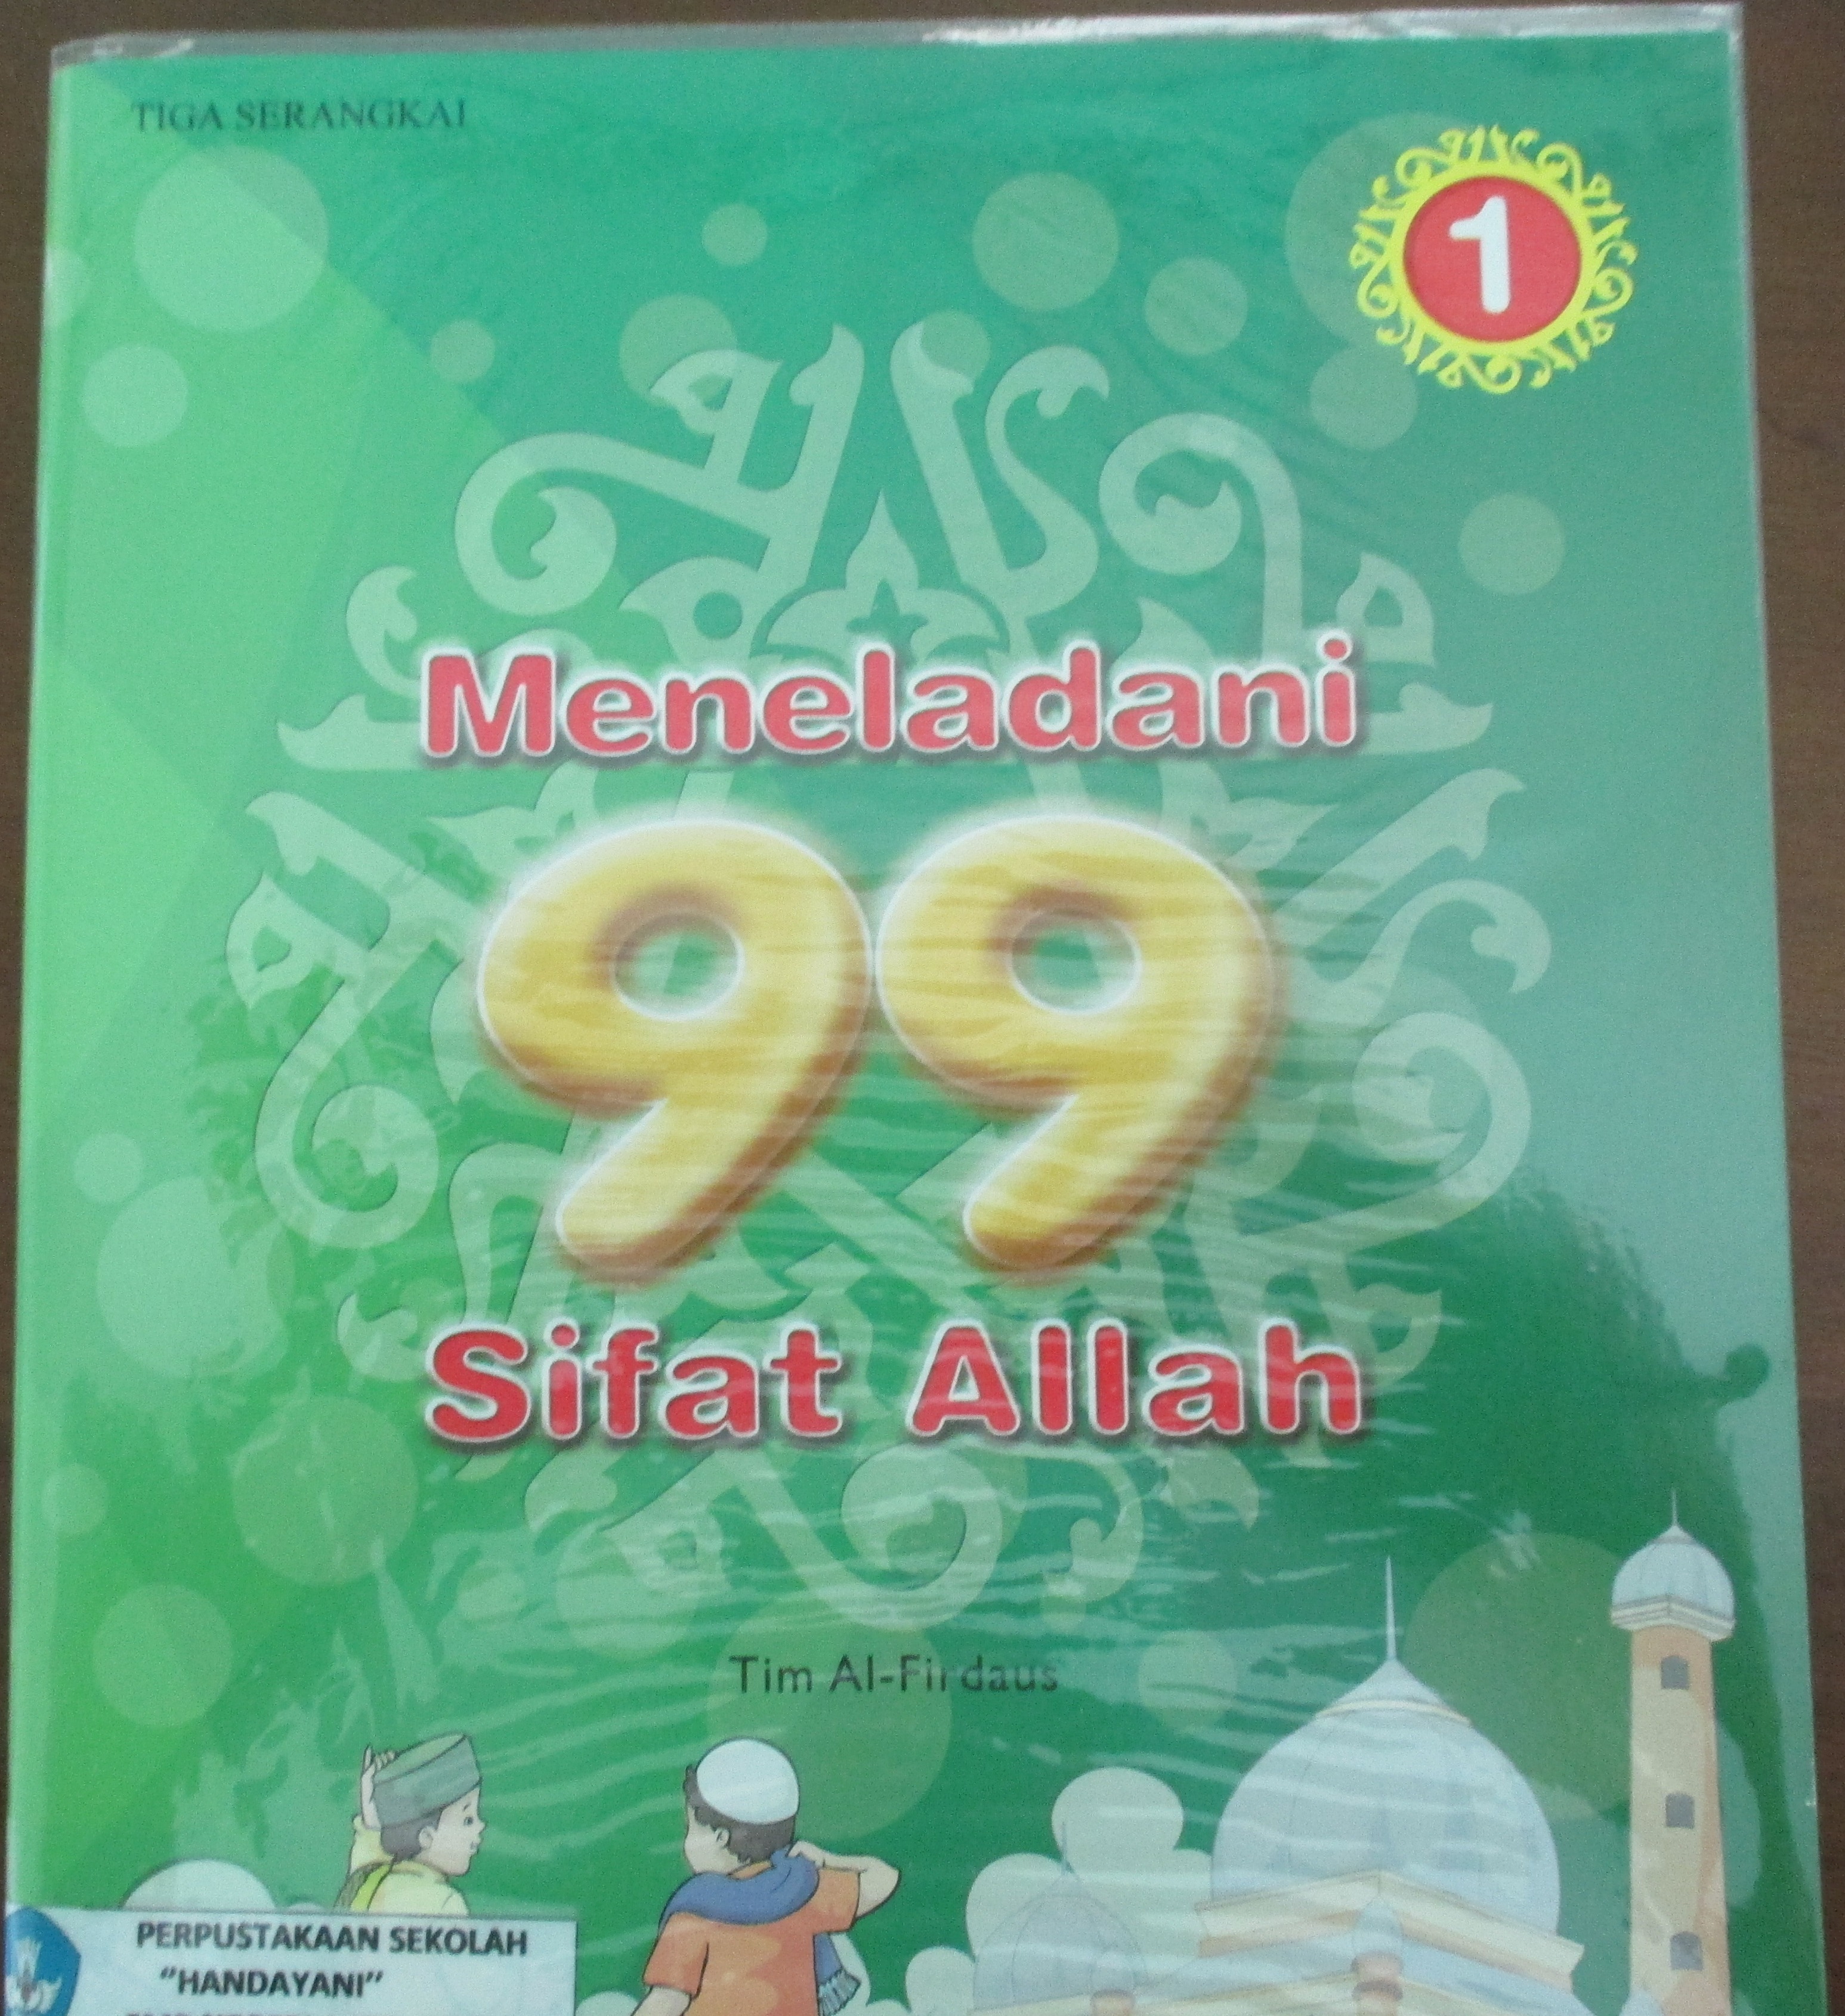 TIGA SERANGKAI
1
Meneladani
99
Sifat Allah
Tim Al-Firdaus
PERPUSTAKAAN SEKOLAH
"HANDAYANI"